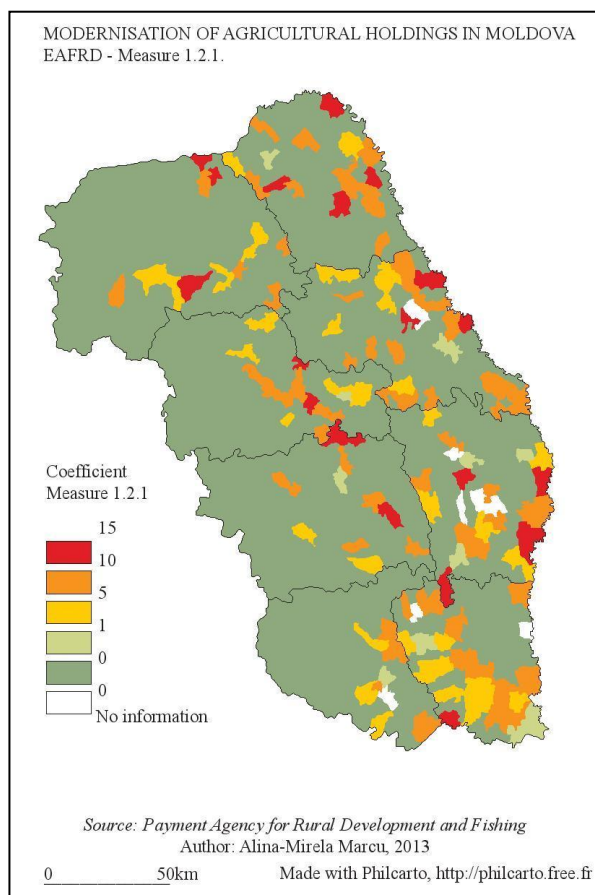 MODERNISATION OF AGRICULTURAL HOLDINGS IN MOLDOVA
EAFRD - Measure 1.2.1.
Coefficient
Measure 1.2.1
15
10
5
1
0
0
No information
Source: Payment Agency for Rural Development and Fishing
Author: Alina-Mirela Marcu, 2013
0 50km
Made with Philcarto, http://philcarto.free.fr